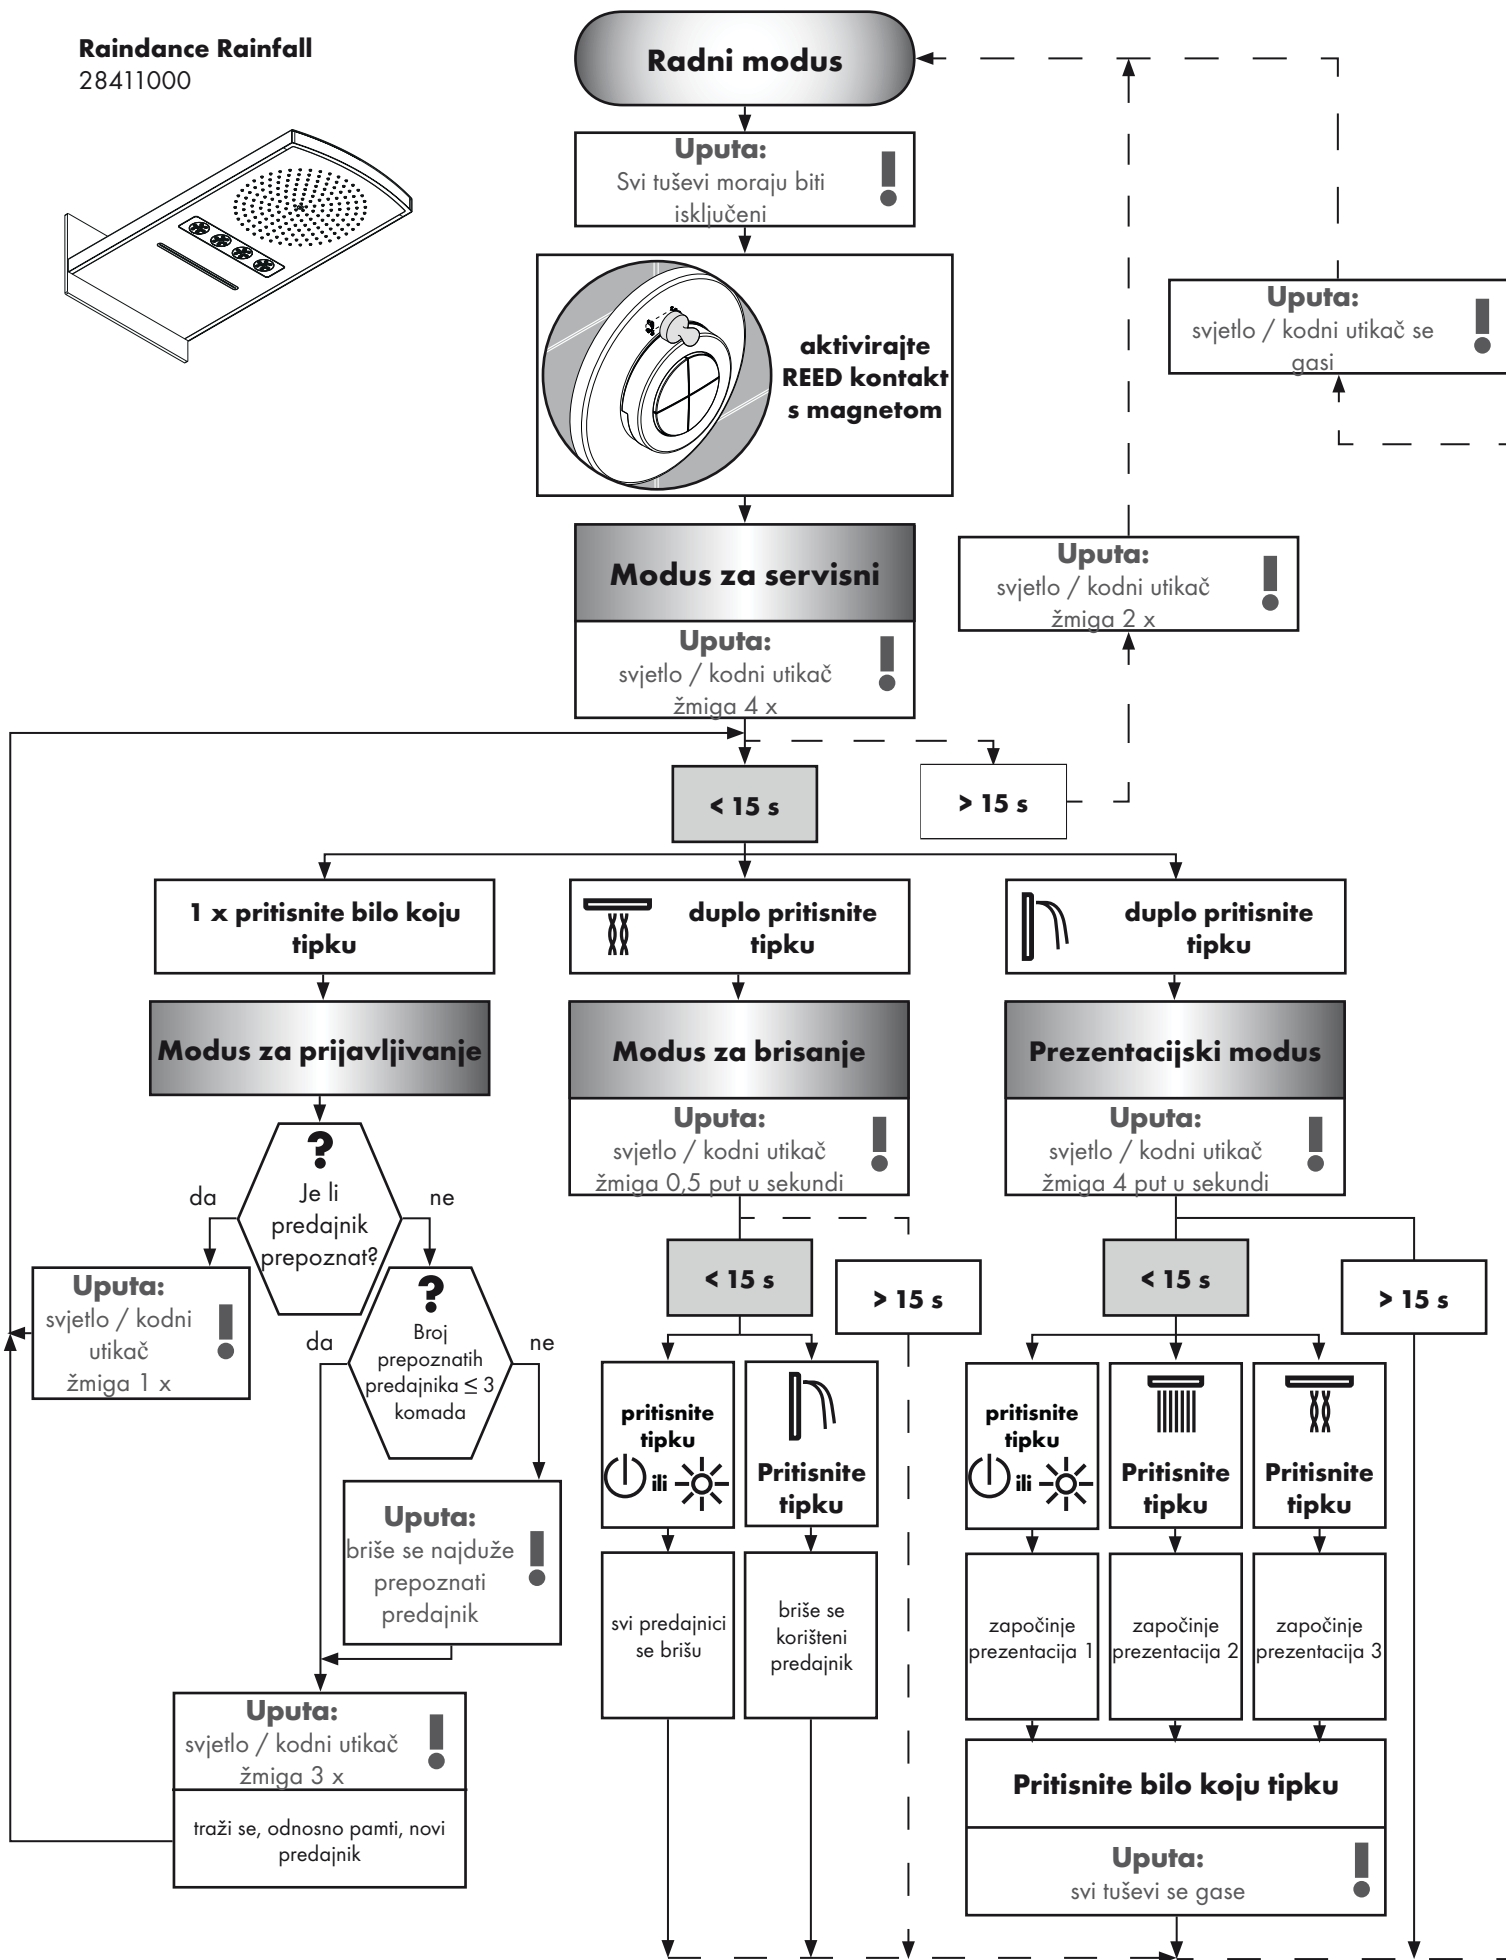 Raindance Rainfall
28411000
Radni modus
Uputa:
Svi tuševi moraju biti
isključeni
aktivirajte
REED kontakt
s magnetom
Uputa:
svjetlo / kodni utikač se
gasi
Modus za servisni
Uputa:
svjetlo / kodni utikač
žmiga 4 x
Uputa:
svjetlo / kodni utikač
žmiga 2 x
< 15 s
> 15 s
1 x pritisnite bilo koju
tipku
duplo pritisnite
tipku
duplo pritisnite
tipku
Modus za prijavljivanje
Modus za brisanje
Uputa:
svjetlo / kodni utikač
žmiga 0,5 put u sekundi
Prezentacijski modus
Uputa:
svjetlo / kodni utikač
žmiga 4 put u sekundi
?
Je li
predajnik
prepoznat?
da
ne
Uputa:
svjetlo / kodni
utikač
žmiga 1 x
?
Broj
prepoznatih
predajnika ≤ 3
komada
da
ne
Uputa:
briše se najduže
prepoznati
predajnik
Uputa:
svjetlo / kodni utikač
žmiga 3 x
traži se, odnosno pamti, novi
predajnik
< 15 s
> 15 s
pritisnite
tipku
ili
Pritisnite
tipku
svi predajnici
se brišu
briše se
korišteni
predajnik
< 15 s
> 15 s
pritisnite
tipku
ili
Pritisnite
tipku
Pritisnite
tipku
započinje
prezentacija 1
započinje
prezentacija 2
započinje
prezentacija 3
Pritisnite bilo koju tipku
Uputa:
svi tuševi se gase